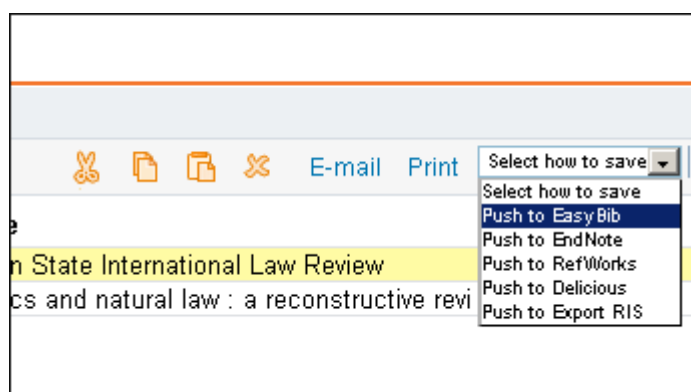 E-mail Print Select how to save
Select how to save
Push to EasyBib
Push to EndNote
Push to RefWorks
Push to Delicious
Push to Export RIS
e
n State International Law Review
cs and natural law : a reconstructive revi